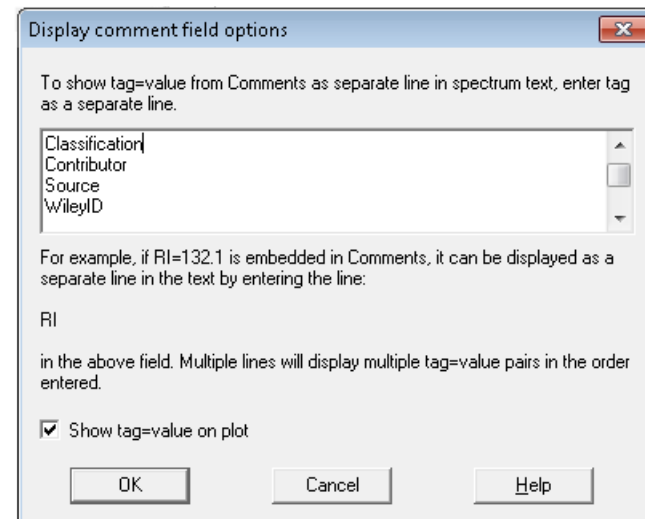 Display comment field options
To show tag=value from Comments as separate line in spectrum text, enter tag
as a separate line.
Classification
Contributor
Source
WileyID
For example, if RI=132.1 is embedded in Comments, it can be displayed as a
separate line in the text by entering the line:
RI
in the above field. Multiple lines will display multiple tag=value pairs in the order
entered.
Show tag=value on plot
OK Cancel Help